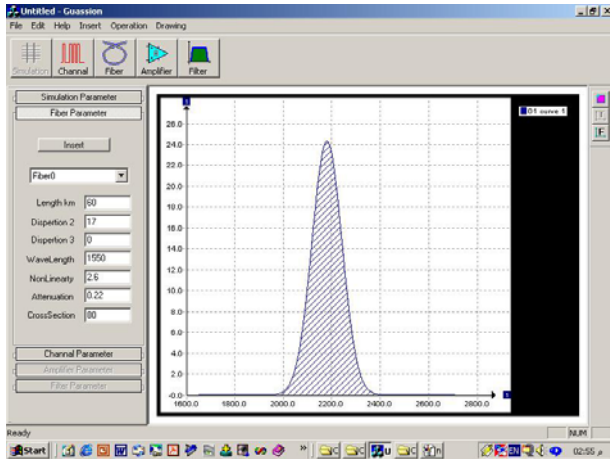 Untitled - Guassion
File Edit Help Insert Operation Drawing
Simulation Channel Fiber Amplifier Filter
Simulation Parameter
Fiber Parameter
Insert
Fiber0
Length km 60
Dispertion 2 17
Dispertion 3 0
WaveLength 1550
NonLinearty 2.6
Attenuation 0.22
CrossSection 80
Channel Parameter
Amplifier Parameter
Filter Parameter
26.0
24.0
22.0
20.0
18.0
16.0
14.0
12.0
10.0
8.0
6.0
4.0
2.0
-0.0
1600.0 1800.0 2000.0 2200.0 2400.0 2600.0 2800.0
Ready
NUM
Start
EN
02:55 م